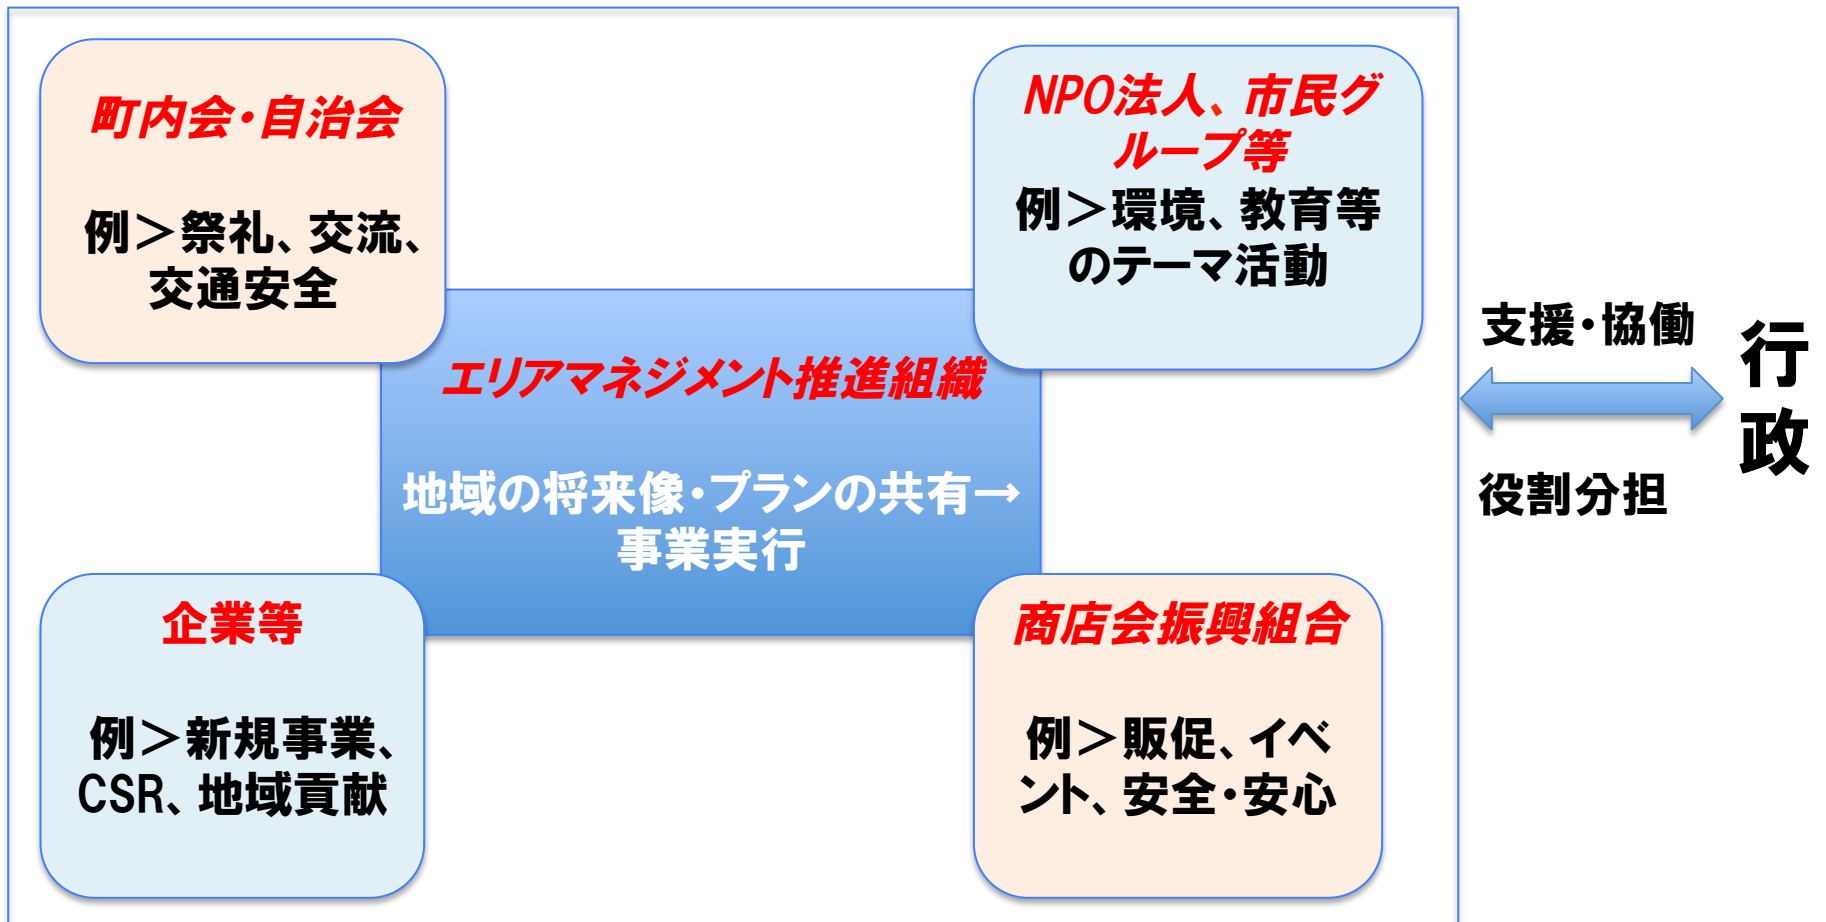 町内会・自治会
例＞祭礼、交流、
交通安全
NPO法人、市民グ
ループ等
例＞環境、教育等
のテーマ活動
エリアマネジメント推進組織
地域の将来像・プランの共有→
事業実行
企業等
例＞新規事業、
CSR、地域貢献
商店会振興組合
例＞販促、イベ
ント、安全・安心
支援・協働
役割分担
行
政